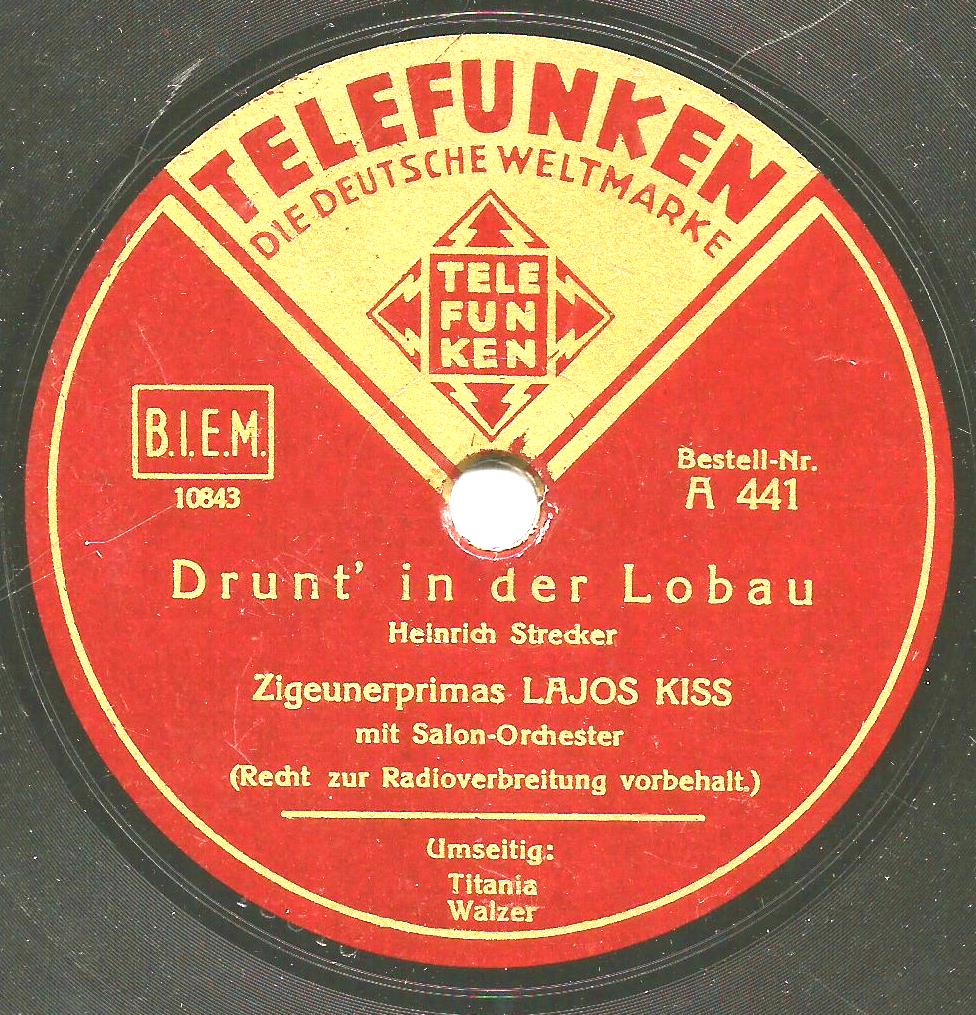 TELEFUNKEN
DIE DEUTSCHE WELTMARKE
TELE
FUN
KEN
B.I.E.M.
10843
Bestell-Nr.
A 441
Drunt' in der Lobau
Heinrich Strecker
Zigeunerprimas LAJOS KISS
mit Salon-Orchester
(Recht zur Radioverbreitung vorbehalt.)
Umseitig:
Titania
Walzer